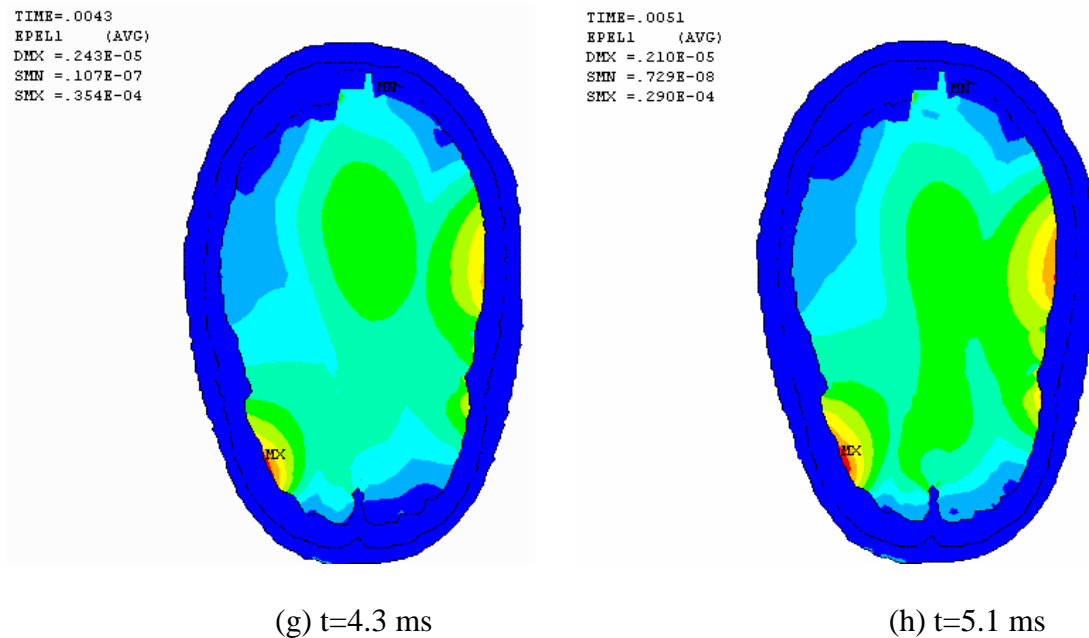 TIME=.0043
EPEL1 (AVG)
DMX =.243E-05
SMN =.107E-07
SMX =.354E-04
MN
MX
TIME=.0051
EPEL1 (AVG)
DMX =.210E-05
SMN =.729E-08
SMX =.290E-04
MN
MX
(g) t=4.3 ms
(h) t=5.1 ms